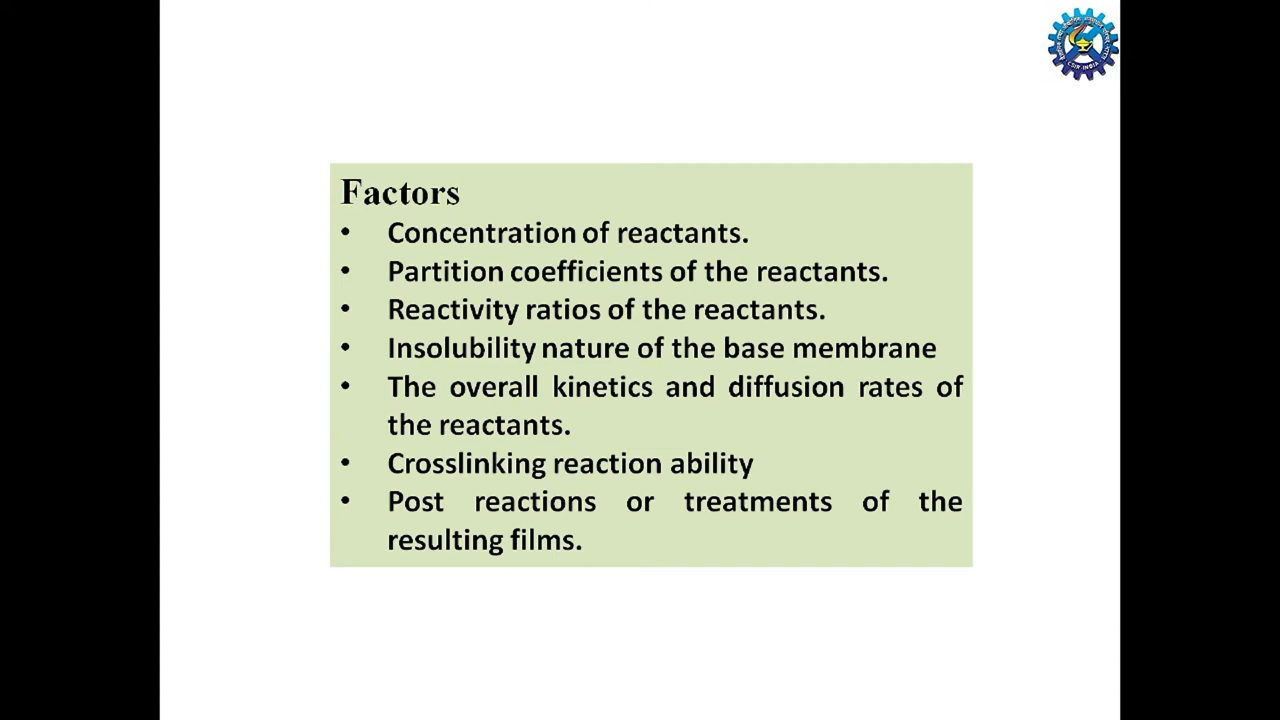 Factors
• Concentration of reactants.
• Partition coefficients of the reactants.
• Reactivity ratios of the reactants.
• Insolubility nature of the base membrane
• The overall kinetics and diffusion rates of
the reactants.
• Crosslinking reaction ability
• Post reactions or treatments of the
resulting films.
CSIR-INDIA